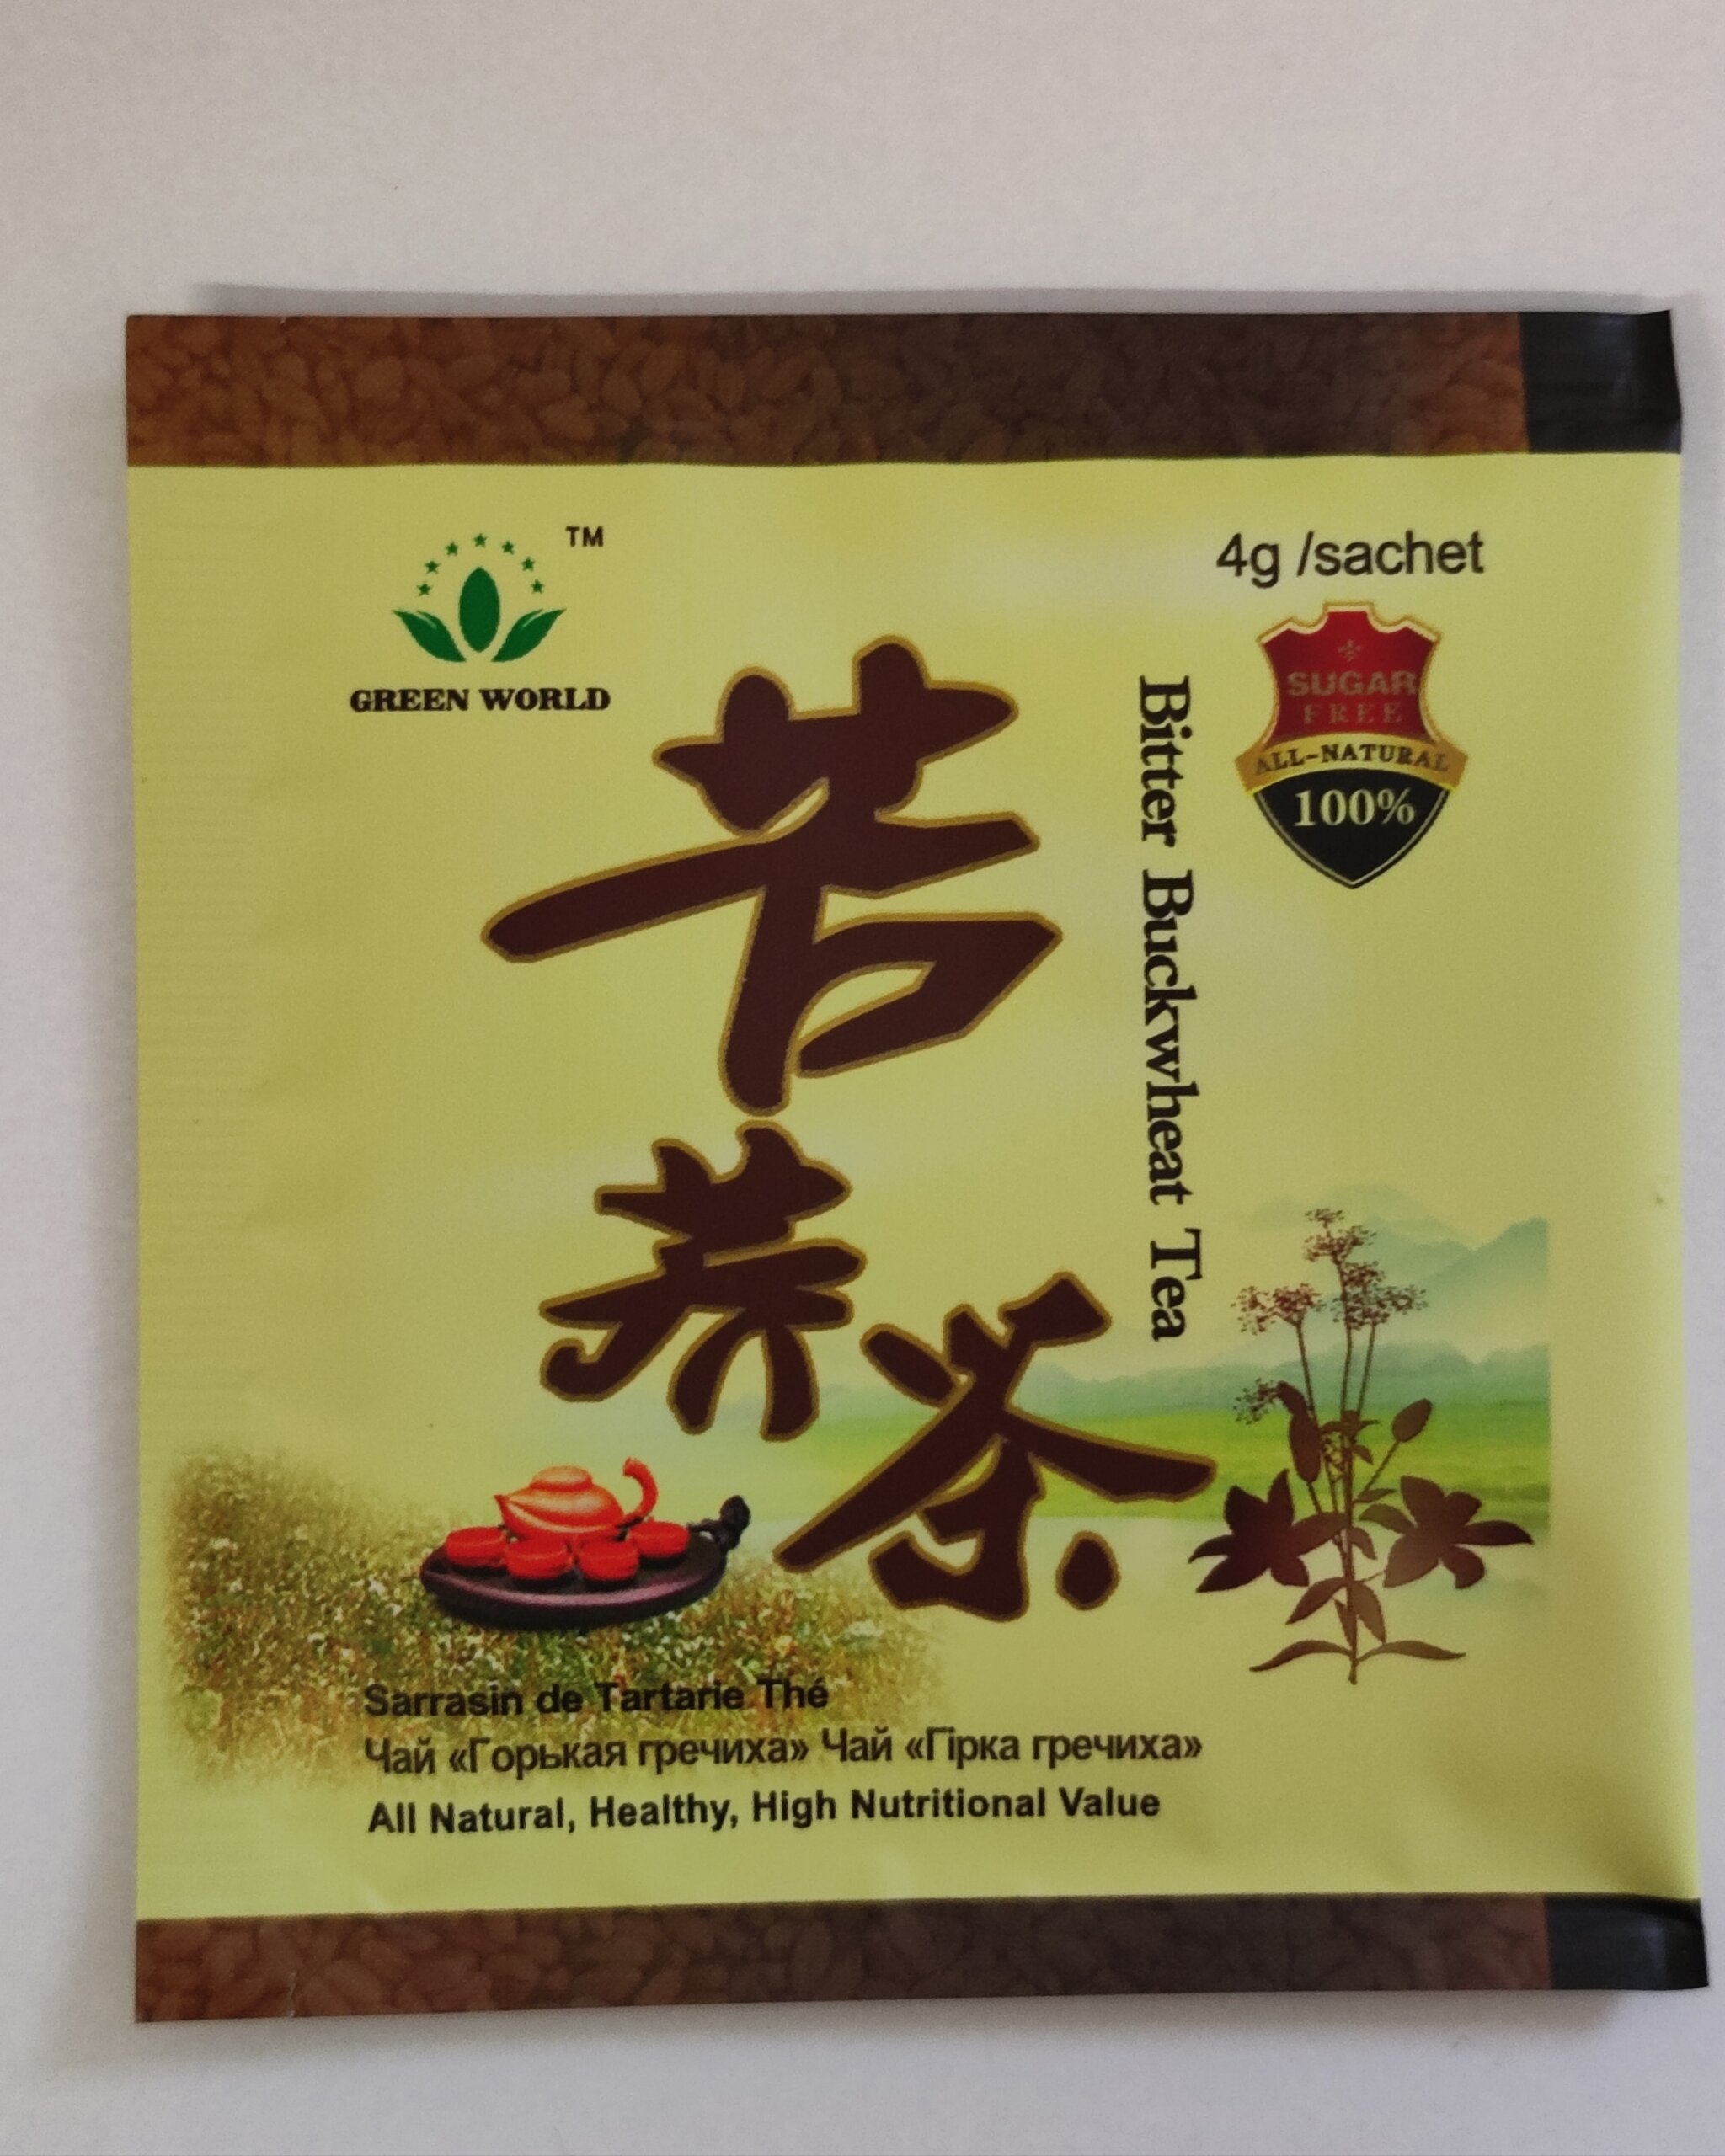 TM
GREEN WORLD
4g /sachet
SUGAR
FREE
ALL-NATURAL
100%
苦荞茶
Bitter Buckwheat Tea
Sarrasin de Tartarie Thé
Чай «Горькая гречиха» Чай «Гірка гречиха»
All Natural, Healthy, High Nutritional Value